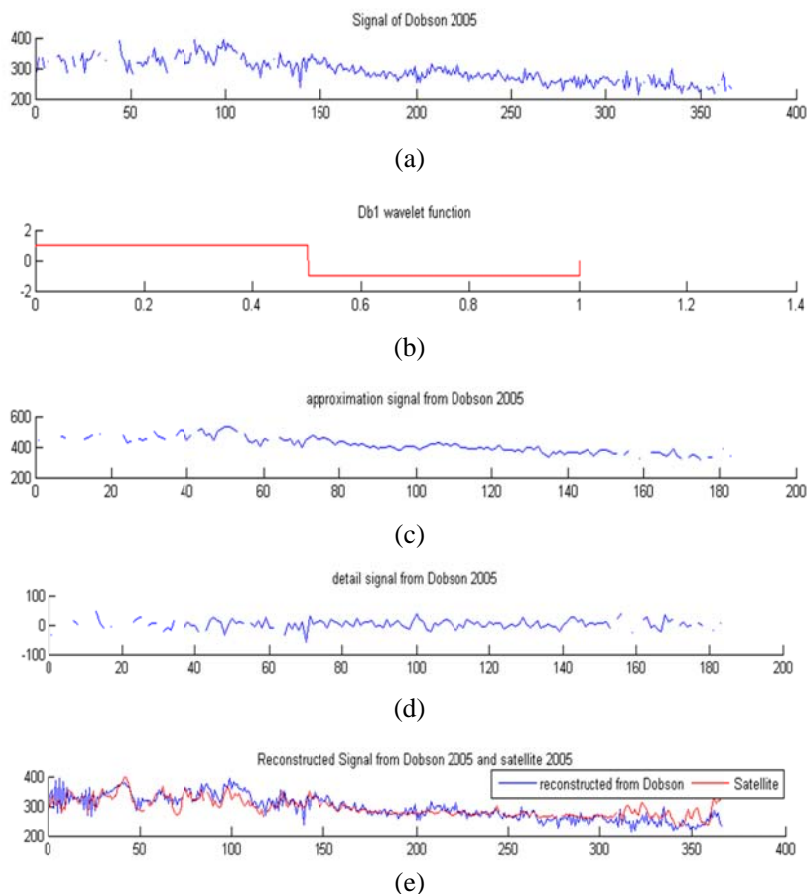 Signal of Dobson 2005
400
300
200
0 50 100 150 200 250 300 350 400
(a)
Db1 wavelet function
2
0
-2
0 0.2 0.4 0.6 0.8 1 1.2 1.4
(b)
approximation signal from Dobson 2005
600
400
200
0 20 40 60 80 100 120 140 160 180 200
(c)
detail signal from Dobson 2005
100
0
-100
0 20 40 60 80 100 120 140 160 180 200
(d)
Reconstructed Signal from Dobson 2005 and satellite 2005
400
reconstructed from Dobson Satellite
300
200
0 50 100 150 200 250 300 350 400
(e)